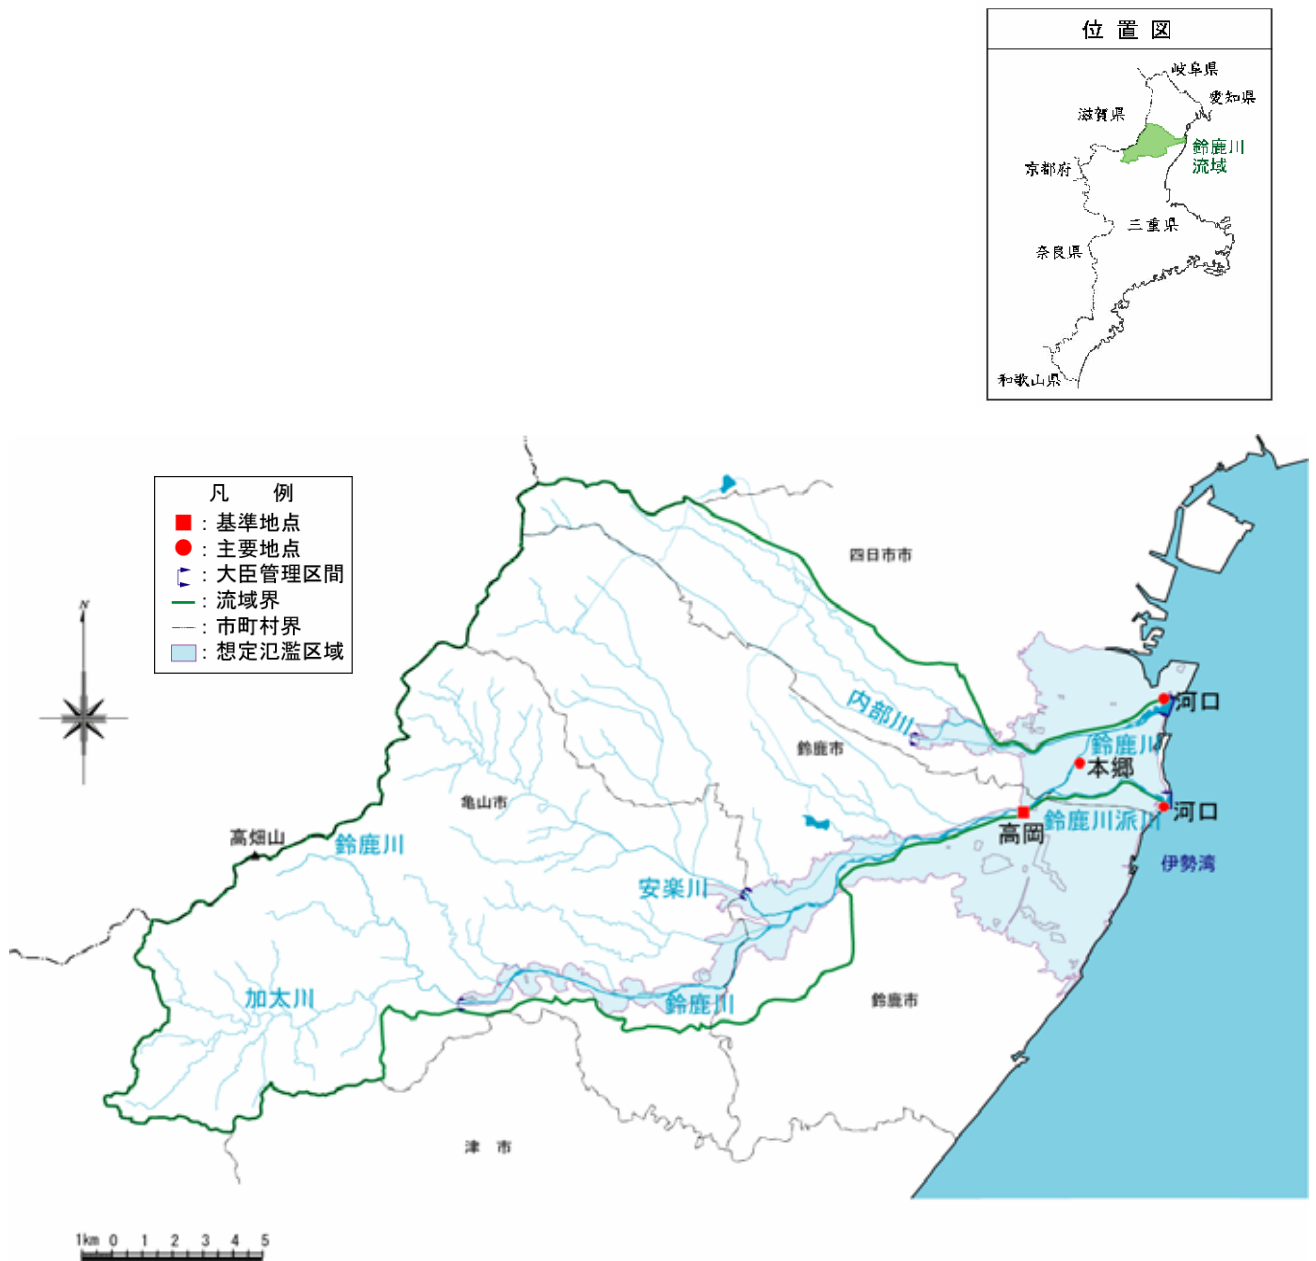 位置図
岐阜県
愛知県
滋賀県
鈴鹿川
流域
京都府
三重県
奈良県
和歌山県
凡 例
：基準地点
：主要地点
：大臣管理区間
：流域界
：市町村界
：想定氾濫区域
N
四日市市
内部川
河口
鈴鹿川
鈴鹿市
本郷
亀山市
河口
鈴鹿川派川
高岡
高畑山
鈴鹿川
伊勢湾
安楽川
加太川
鈴鹿川
鈴鹿市
津 市
1km 0 1 2 3 4 5